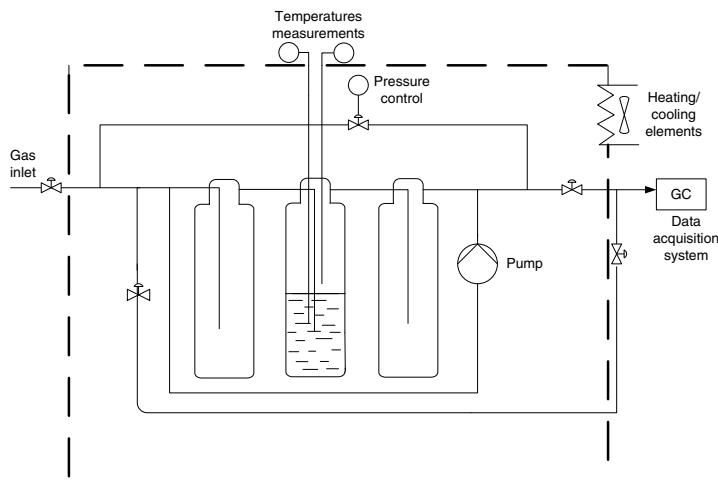 Temperatures
measurements
Pressure
control
Heating/
cooling
elements
Gas
inlet
GC
Data
acquisition
system
Pump